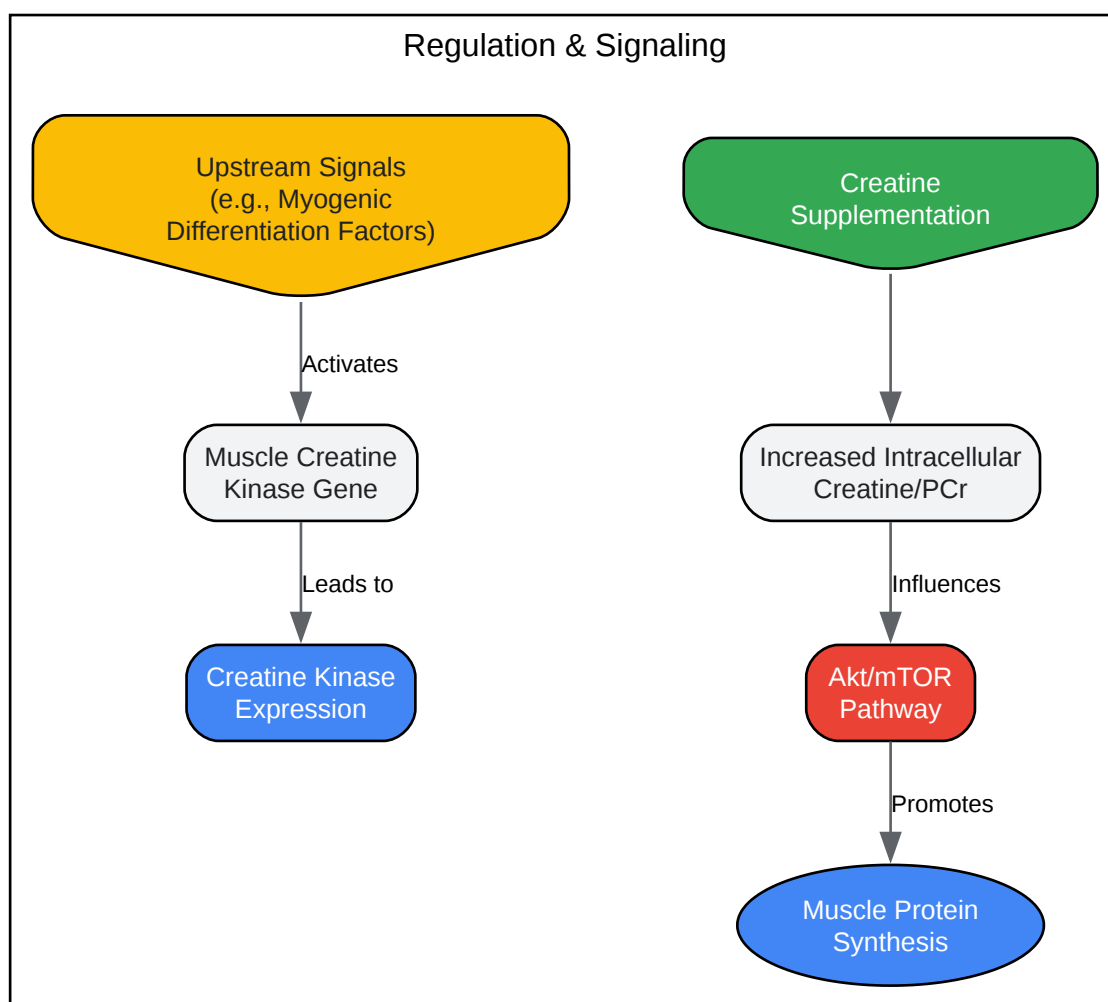 Regulation & Signaling
Upstream Signals
(e.g., Myogenic
Differentiation Factors)
Activates
Muscle Creatine
Kinase Gene
Leads to
Creatine Kinase
Expression
Creatine
Supplementation
Increased Intracellular
Creatine/PCr
Influences
Akt/mTOR
Pathway
Promotes
Muscle Protein
Synthesis